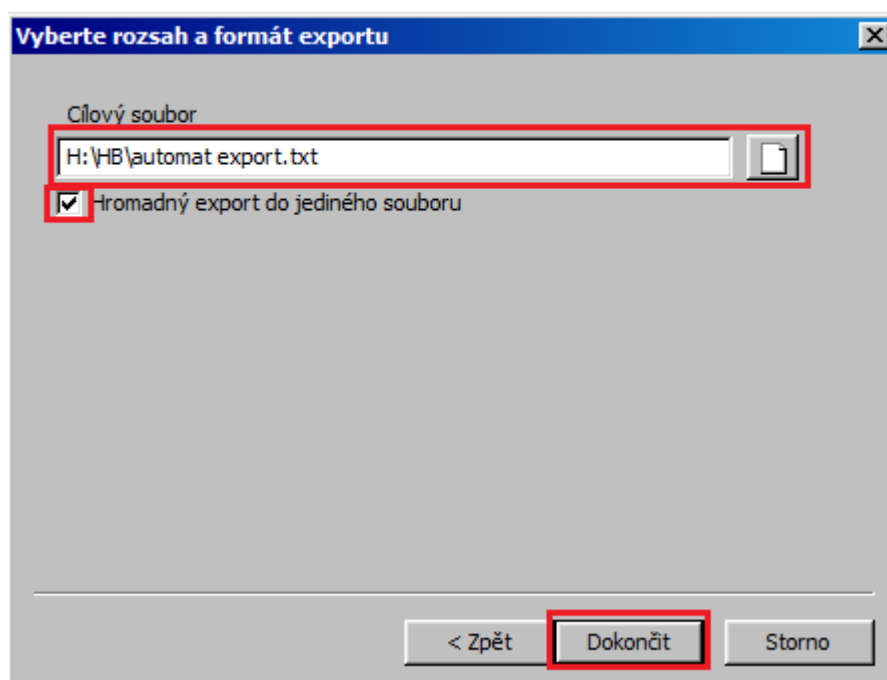 Vyberte rozsah a formát exportu
Cílový soubor
H:\HB\automat export.txt
Hromadný export do jediného souboru
< Zpět Dokončit Storno